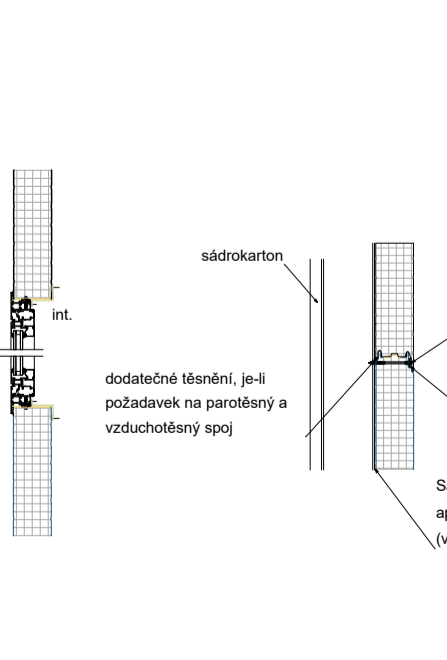 sádrokarton
int.
dodatečné těsnění, je-li
požadavek na parotěsný a
vzduchotěsný spoj
(v